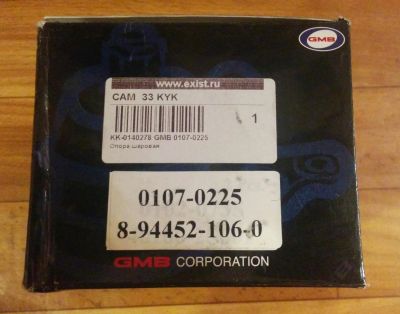 GMB
www.exist.ru
CAM 33 KYK
1
KK-0140278 GMB 0107-0225
Опора шаровая
0107-0225
8-94452-106-0
GMB CORPORATION